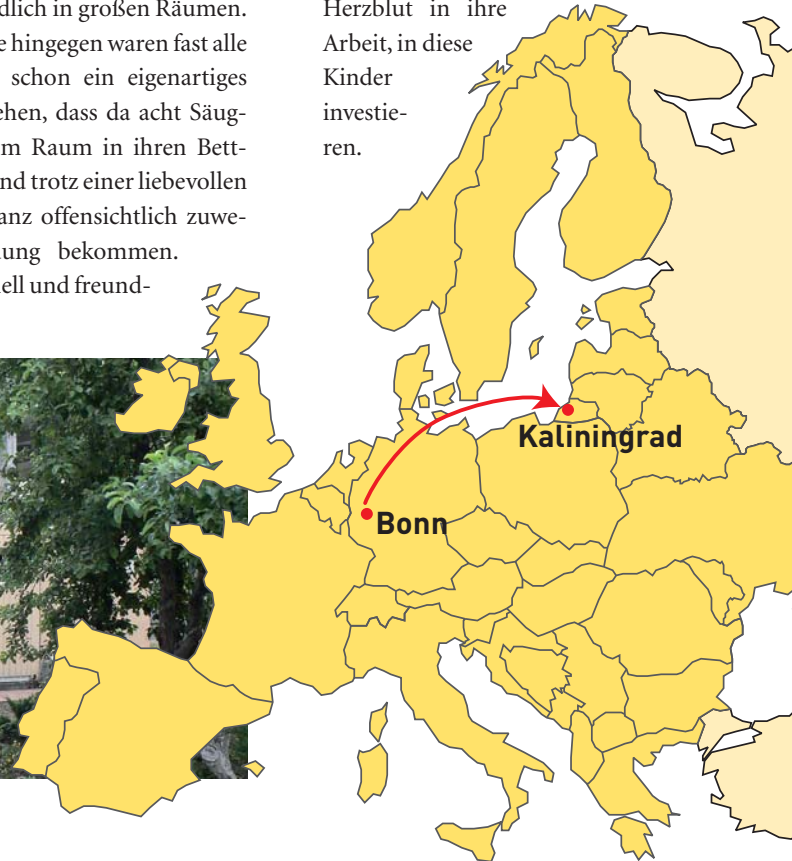 dlich in großen Räumen.
e hingegen waren fast alle
schon ein eigenartiges
ehen, dass da acht Säug-
m Raum in ihren Bett-
nd trotz einer liebevollen
anz offensichtlich zuwe-
lung bekommen.
ell und freund-
Herzblut in ihre
Arbeit, in diese
Kinder
investie-
ren.
Kaliningrad
Bonn